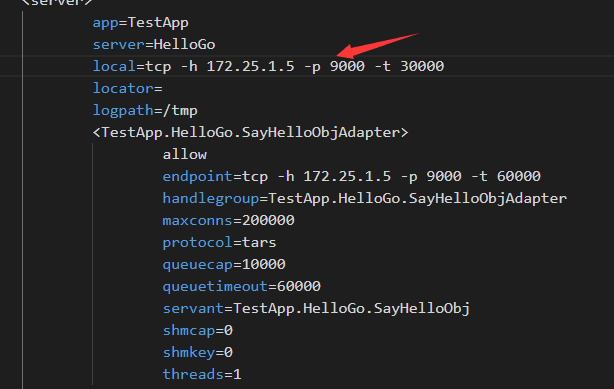 <server>
app=TestApp
server=HelloGo
local=tcp -h 172.25.1.5 -p 9000 -t 30000
locator=
logpath=/tmp
<TestApp.HelloGo.SayHelloObjAdapter>
allow
endpoint=tcp -h 172.25.1.5 -p 9000 -t 60000
handlegroup=TestApp.HelloGo.SayHelloObjAdapter
maxconns=200000
protocol=tars
queuecap=10000
queuetimeout=60000
servant=TestApp.HelloGo.SayHelloObj
shmcap=0
shmkey=0
threads=1